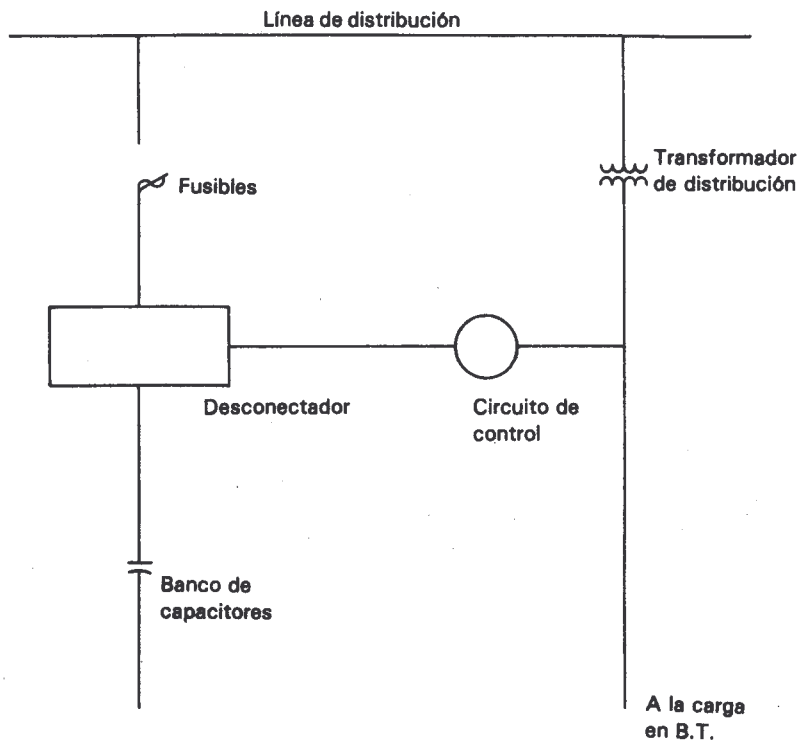 Línea de distribución
Transformador
de distribución
Fusibles
Desconectador
Circuito de
control
Banco de
capacitores
A la carga
en B.T.